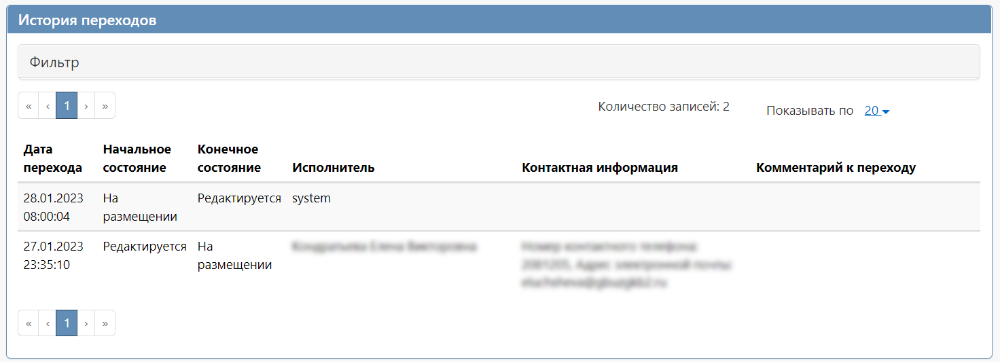 История переходов
Фильтр
« ‹ 1 › »
Количество записей: 2
Показывать по 20
Дата перехода
Начальное состояние
Конечное состояние
Исполнитель
Контактная информация
Комментарий к переходу
28.01.2023 08:00:04
На размещении
Редактируется
system
27.01.2023 23:35:10
Редактируется
На размещении
« ‹ 1 › »